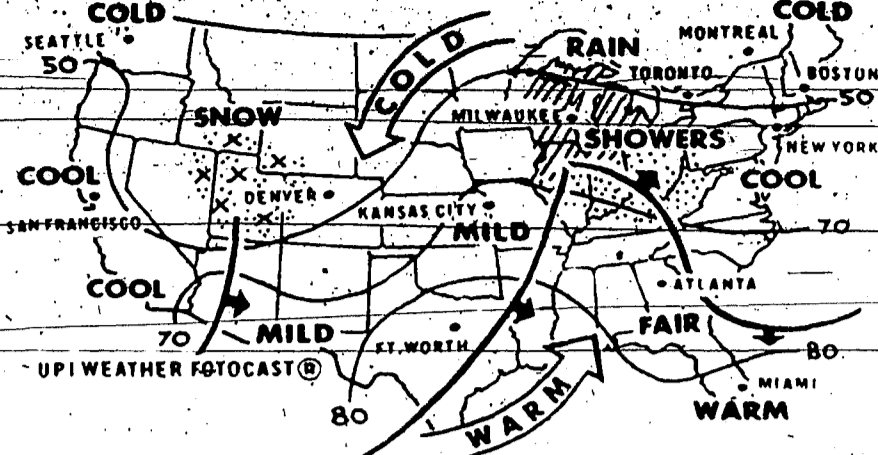 COLD
COLD
SEATTLE
COLD
RAIN
MONTREAL
50
TORONTO
BOSTON
50
SNOW
MILWAUKEE
SHOWERS
NEW YORK
COOL
DENVER
COOL
KANSAS CITY
SAN FRANCISCO
MILD
70
COOL
ATLANTA
70
MILD
FT. WORTH
FAIR
80
UPI WEATHER FOTOCAST ®
WARM
MIAMI
80
WARM